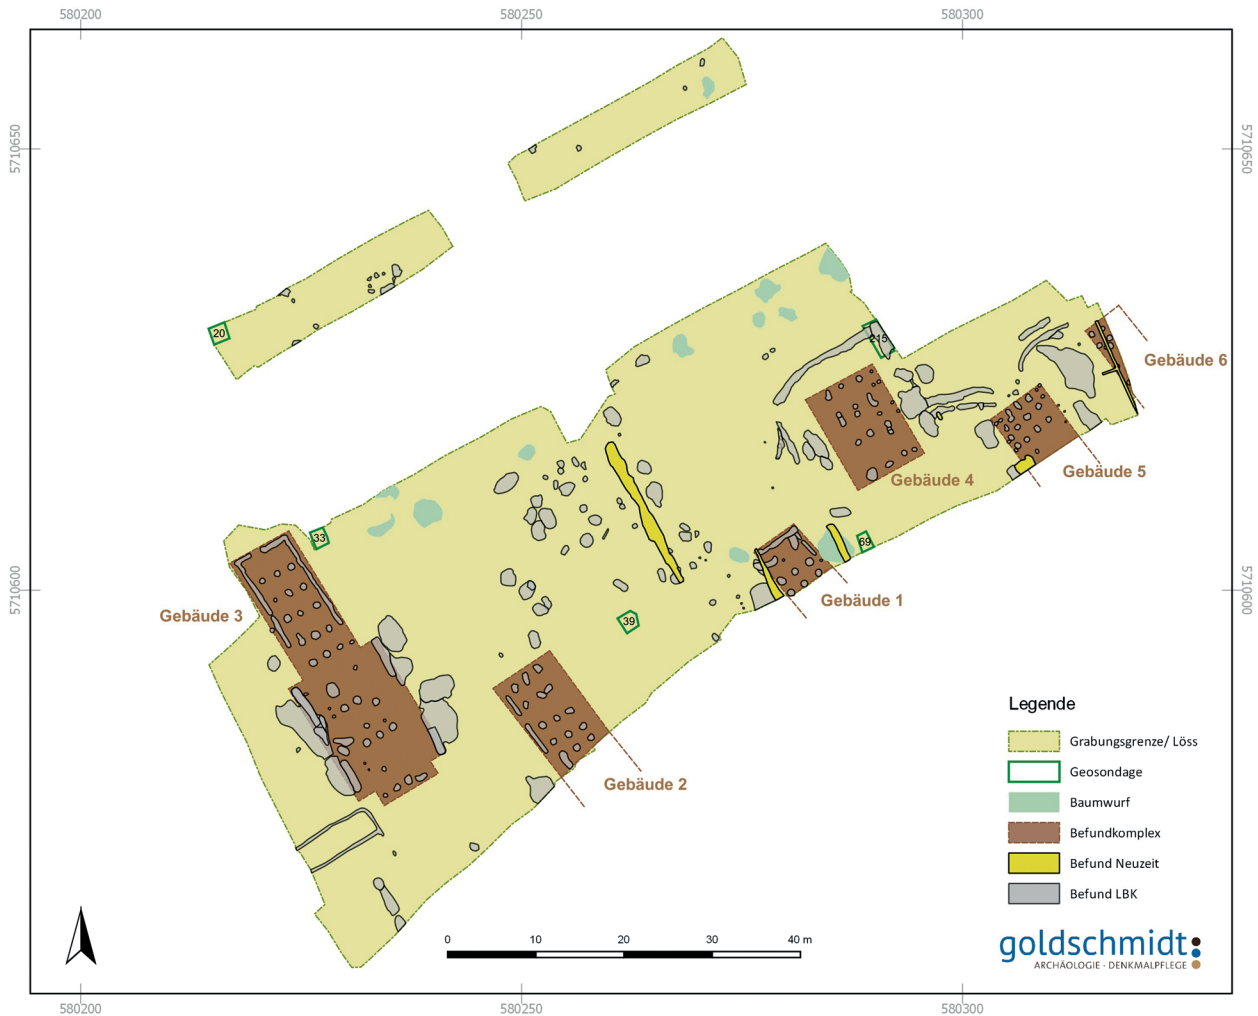 580200
580250
580300
5710650
5710650
20
215
Gebäude 6
Gebäude 5
Gebäude 4
33
69
5710600
5710600
Gebäude 3
Gebäude 1
39
Gebäude 2
Legende
Grabungsgrenze/ Löss
Geosondage
Baumwurf
Befundkomplex
Befund Neuzeit
Befund LBK
0 10 20 30 40 m
goldschmidt
ARCHÄOLOGIE · DENKMALPFLEGE
580200
580250
580300